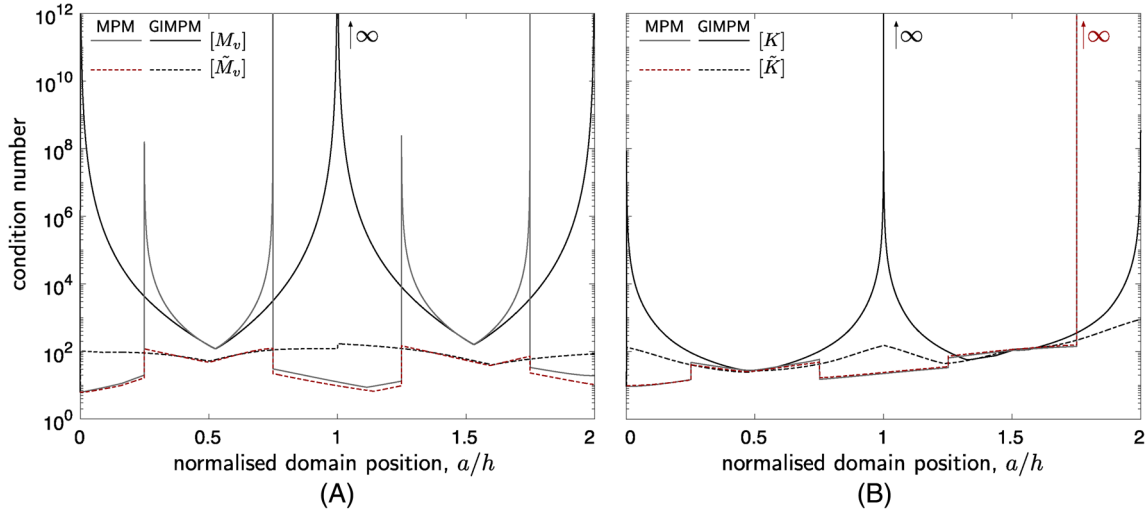 MPM GIMPM
[M_v]
[M̃_v]
∞
condition number
10^12
10^10
10^8
10^6
10^4
10^2
10^0
0 0.5 1 1.5 2
normalised domain position, a/h
(A)
MPM GIMPM
[K]
[K̃]
∞
∞
0 0.5 1 1.5 2
normalised domain position, a/h
(B)